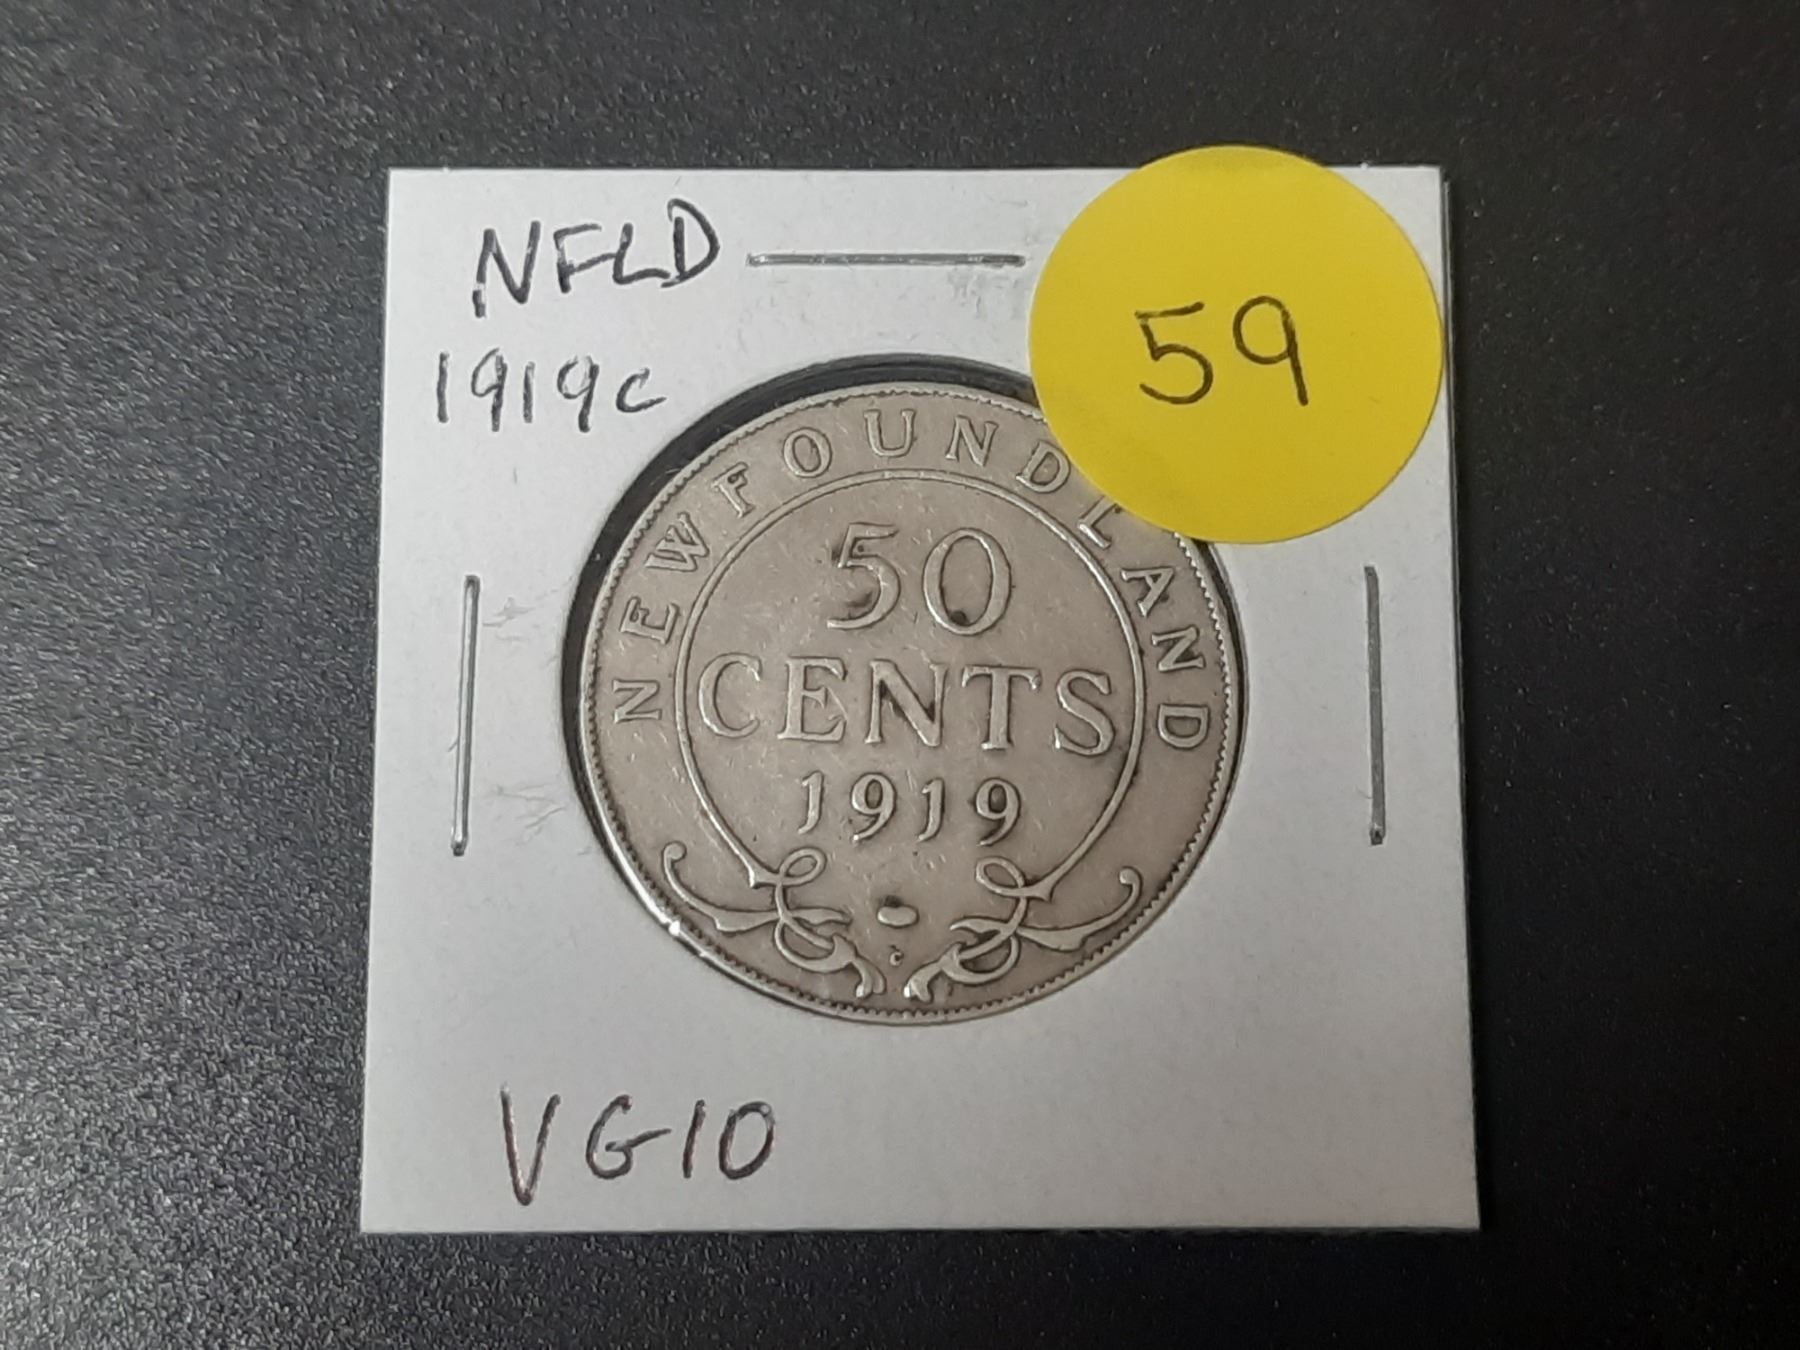 NFLD
1919c
59
NEWFOUNDLAND
50
CENTS
1919
C
VG10